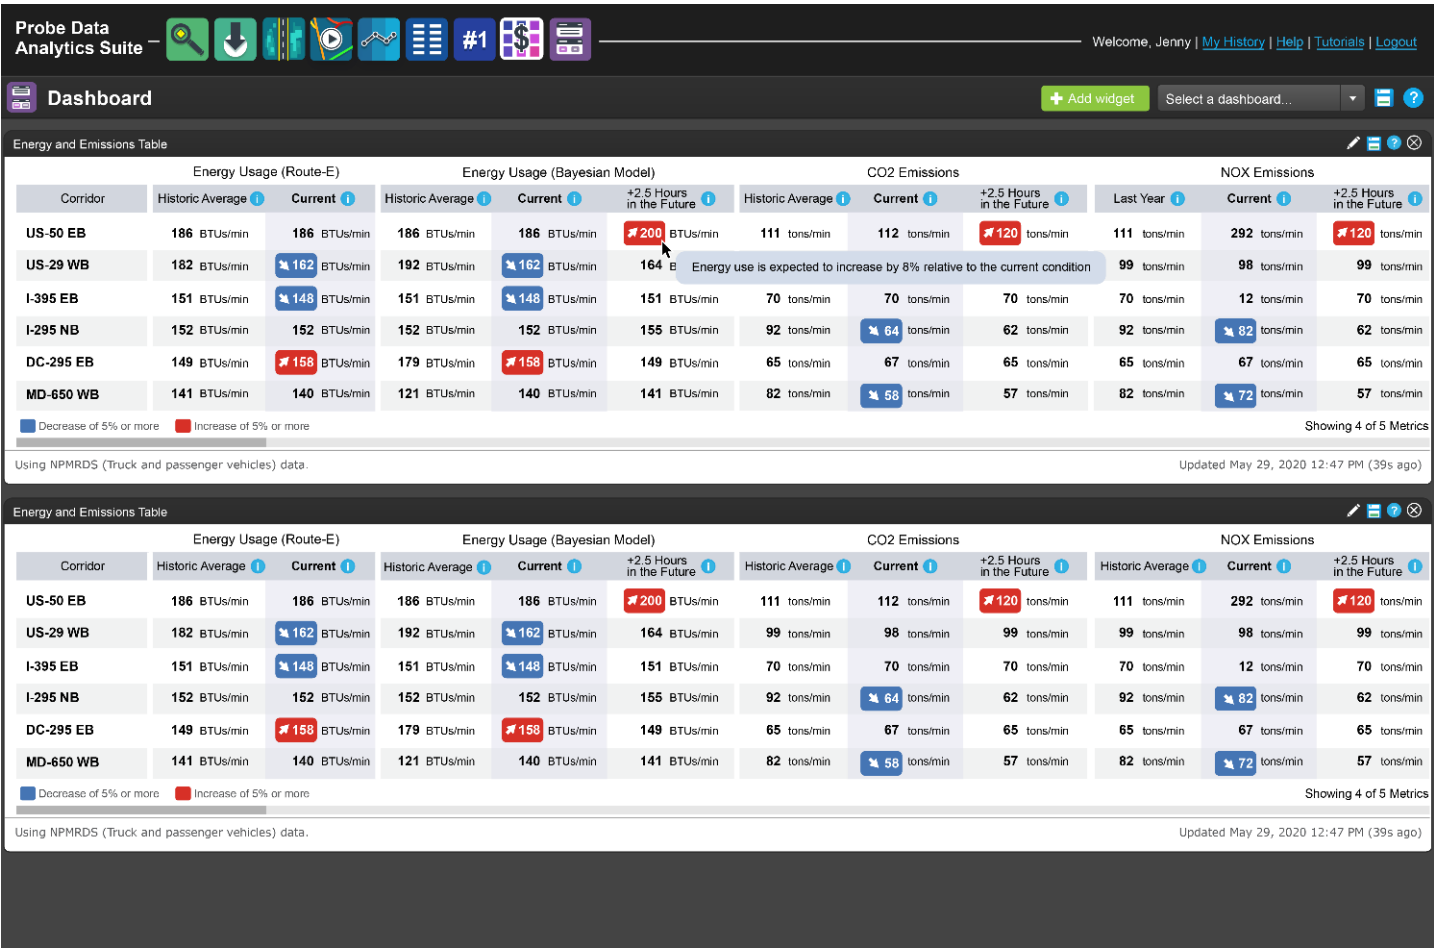 Probe Data
Analytics Suite
#1
$
Welcome, Jenny | My History | Help | Tutorials | Logout
Dashboard
Add widget
Select a dashboard...
?
Energy and Emissions Table
Energy Usage (Route-E) Energy Usage (Bayesian Model) CO2 Emissions NOX Emissions
Corridor Historic Average Current Historic Average Current +2.5 Hours in the Future Historic Average Current +2.5 Hours in the Future Last Year Current +2.5 Hours in the Future
US-50 EB 186 BTUs/min 186 BTUs/min 186 BTUs/min 186 BTUs/min 200 BTUs/min 111 tons/min 112 tons/min 120 tons/min 111 tons/min 292 tons/min 120 tons/min
US-29 WB 182 BTUs/min 162 BTUs/min 192 BTUs/min 162 BTUs/min 164 B 99 tons/min 98 tons/min 99 tons/min
Energy use is expected to increase by 8% relative to the current condition
I-395 EB 151 BTUs/min 148 BTUs/min 151 BTUs/min 148 BTUs/min 151 BTUs/min 70 tons/min 70 tons/min 70 tons/min 70 tons/min 12 tons/min 70 tons/min
I-295 NB 152 BTUs/min 152 BTUs/min 152 BTUs/min 152 BTUs/min 155 BTUs/min 92 tons/min 64 tons/min 62 tons/min 92 tons/min 82 tons/min 62 tons/min
DC-295 EB 149 BTUs/min 158 BTUs/min 179 BTUs/min 158 BTUs/min 149 BTUs/min 65 tons/min 67 tons/min 65 tons/min 65 tons/min 67 tons/min 65 tons/min
MD-650 WB 141 BTUs/min 140 BTUs/min 121 BTUs/min 140 BTUs/min 141 BTUs/min 82 tons/min 58 tons/min 57 tons/min 82 tons/min 72 tons/min 57 tons/min
Decrease of 5% or more Increase of 5% or more Showing 4 of 5 Metrics
Using NPMRDS (Truck and passenger vehicles) data. Updated May 29, 2020 12:47 PM (39s ago)
Energy and Emissions Table
Energy Usage (Route-E) Energy Usage (Bayesian Model) CO2 Emissions NOX Emissions
Corridor Historic Average Current Historic Average Current +2.5 Hours in the Future Historic Average Current +2.5 Hours in the Future Historic Average Current +2.5 Hours in the Future
US-50 EB 186 BTUs/min 186 BTUs/min 186 BTUs/min 186 BTUs/min 200 BTUs/min 111 tons/min 112 tons/min 120 tons/min 111 tons/min 292 tons/min 120 tons/min
US-29 WB 182 BTUs/min 162 BTUs/min 192 BTUs/min 162 BTUs/min 164 BTUs/min 99 tons/min 98 tons/min 99 tons/min 99 tons/min 98 tons/min 99 tons/min
I-395 EB 151 BTUs/min 148 BTUs/min 151 BTUs/min 148 BTUs/min 151 BTUs/min 70 tons/min 70 tons/min 70 tons/min 70 tons/min 12 tons/min 70 tons/min
I-295 NB 152 BTUs/min 152 BTUs/min 152 BTUs/min 152 BTUs/min 155 BTUs/min 92 tons/min 64 tons/min 62 tons/min 92 tons/min 82 tons/min 62 tons/min
DC-295 EB 149 BTUs/min 158 BTUs/min 179 BTUs/min 158 BTUs/min 149 BTUs/min 65 tons/min 67 tons/min 65 tons/min 65 tons/min 67 tons/min 65 tons/min
MD-650 WB 141 BTUs/min 140 BTUs/min 121 BTUs/min 140 BTUs/min 141 BTUs/min 82 tons/min 58 tons/min 57 tons/min 82 tons/min 72 tons/min 57 tons/min
Decrease of 5% or more Increase of 5% or more Showing 4 of 5 Metrics
Using NPMRDS (Truck and passenger vehicles) data. Updated May 29, 2020 12:47 PM (39s ago)